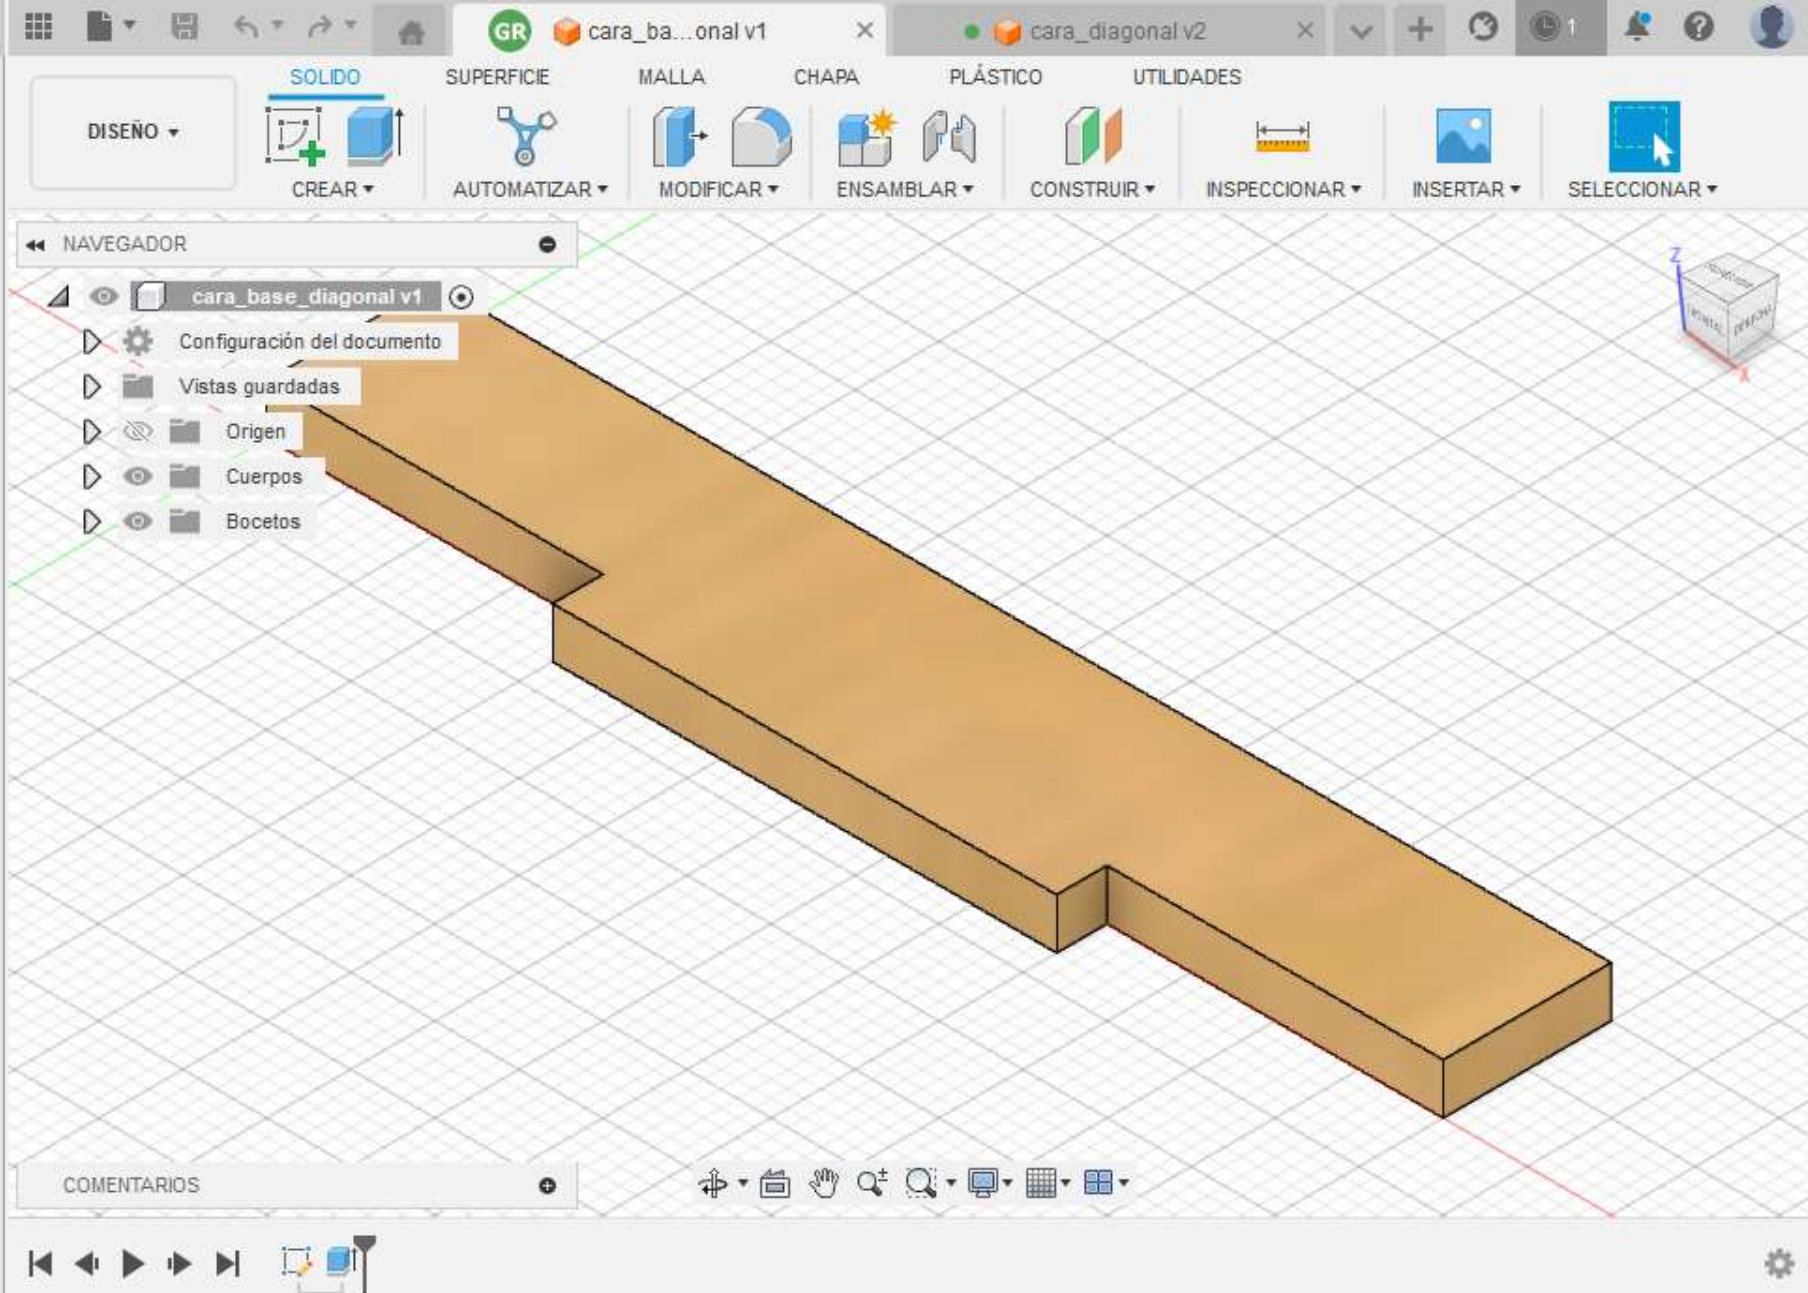 GR cara_ba...onal v1 cara_diagonal v2 1
SOLIDO SUPERFICIE MALLA CHAPA PLÁSTICO UTILIDADES
DISEÑO
CREAR AUTOMATIZAR MODIFICAR ENSAMBLAR CONSTRUIR INSPECCIONAR INSERTAR SELECCIONAR
NAVEGADOR
Z
X
cara_base_diagonal v1
Configuración del documento
Vistas guardadas
Origen
Cuerpos
Bocetos
COMENTARIOS